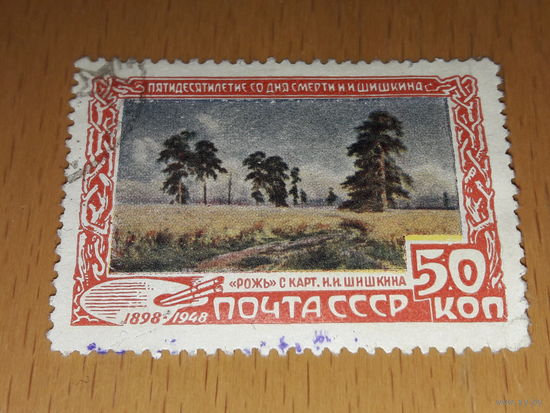 ПЯТИДЕСЯТИЛЕТИЕ СО ДНЯ СМЕРТИ И.И.ШИШКИНА
«РОЖЬ» С КАРТ. И.И. ШИШКИНА
50
КОП
ПОЧТА СССР
1898-1948